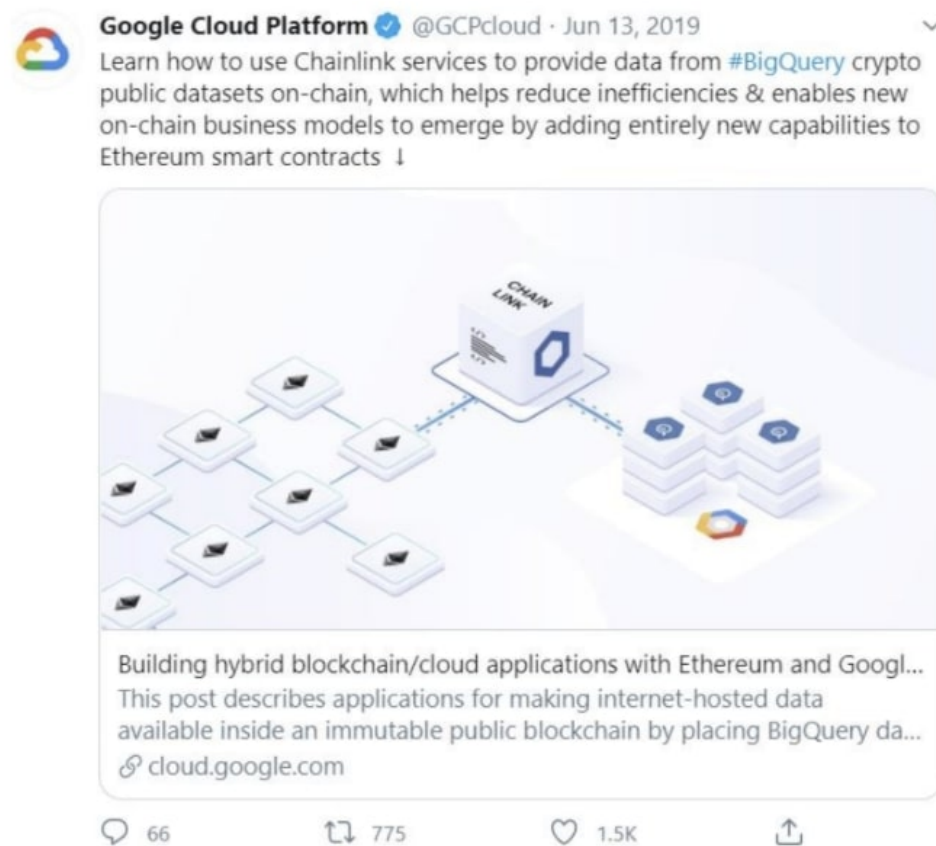 Google Cloud Platform @GCPcloud · Jun 13, 2019
Learn how to use Chainlink services to provide data from #BigQuery crypto
public datasets on-chain, which helps reduce inefficiencies & enables new
on-chain business models to emerge by adding entirely new capabilities to
Ethereum smart contracts ↓
CHAIN
LINK
</>
</>
Building hybrid blockchain/cloud applications with Ethereum and Googl...
This post describes applications for making internet-hosted data
available inside an immutable public blockchain by placing BigQuery da...
cloud.google.com
66 775 1.5K